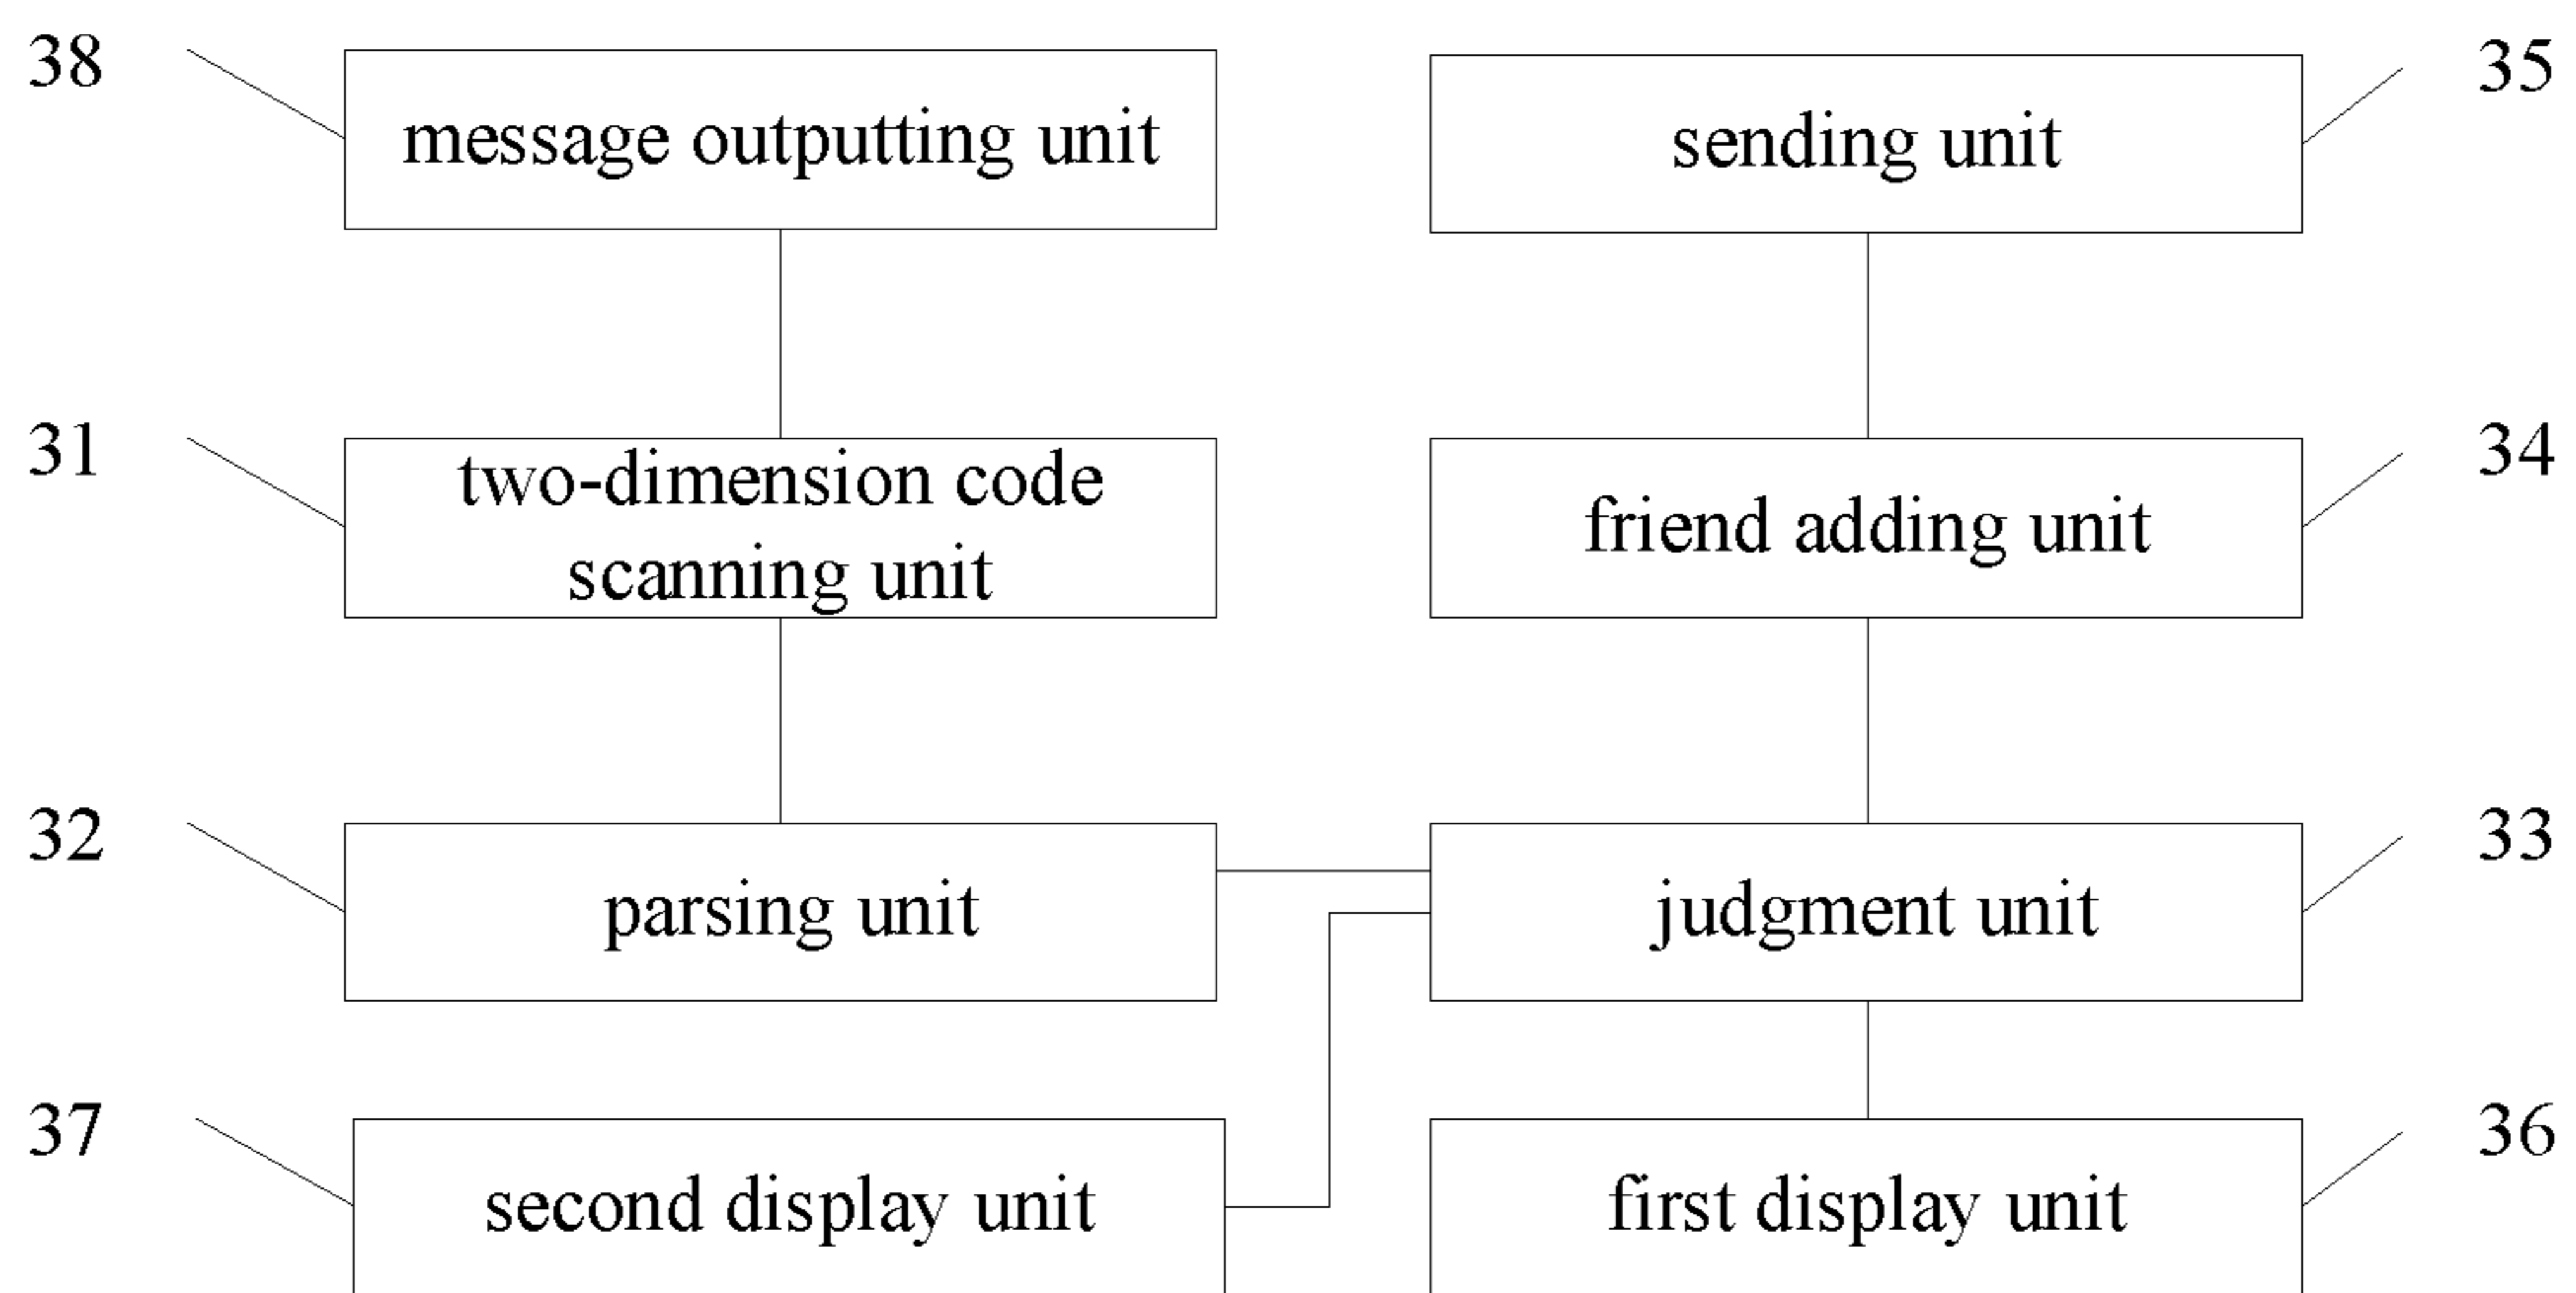 38
message outputting unit
sending unit
35
31
two-dimension code
scanning unit
friend adding unit
34
32
parsing unit
judgment unit
33
37
second display unit
first display unit
36